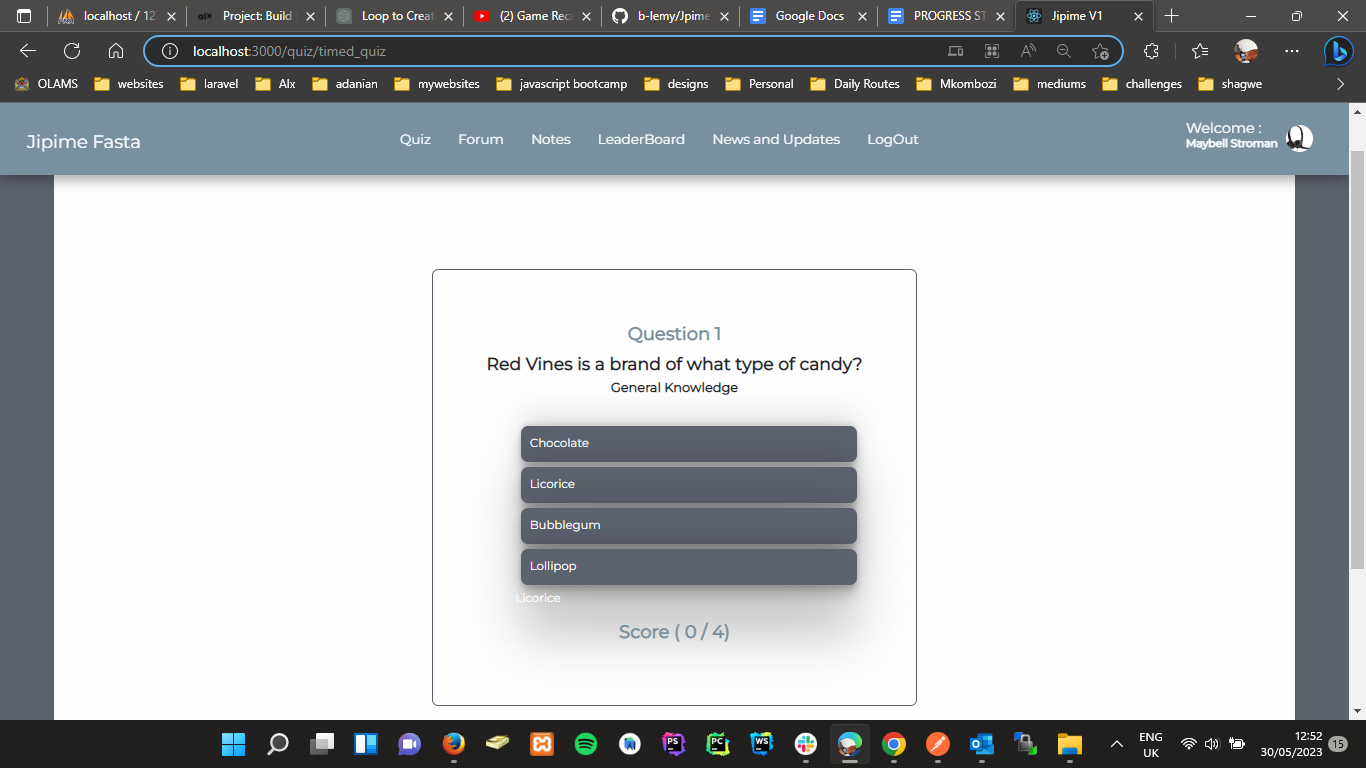 localhost / 12
Project: Build
Loop to Creat
(2) Game Reca
b-lemy/Jpime
Google Docs
PROGRESS ST
Jipime V1
localhost:3000/quiz/timed_quiz
OLAMS
websites
laravel
Alx
adanian
mywebsites
javascript bootcamp
designs
Personal
Daily Routes
Mkombozi
mediums
challenges
shagwe
Jipime Fasta
Quiz
Forum
Notes
LeaderBoard
News and Updates
LogOut
Welcome :
Maybell Stroman
Question 1
Red Vines is a brand of what type of candy?
General Knowledge
Chocolate
Licorice
Bubblegum
Lollipop
Licorice
Score ( 0 / 4)
ENG
UK
12:52
30/05/2023
15